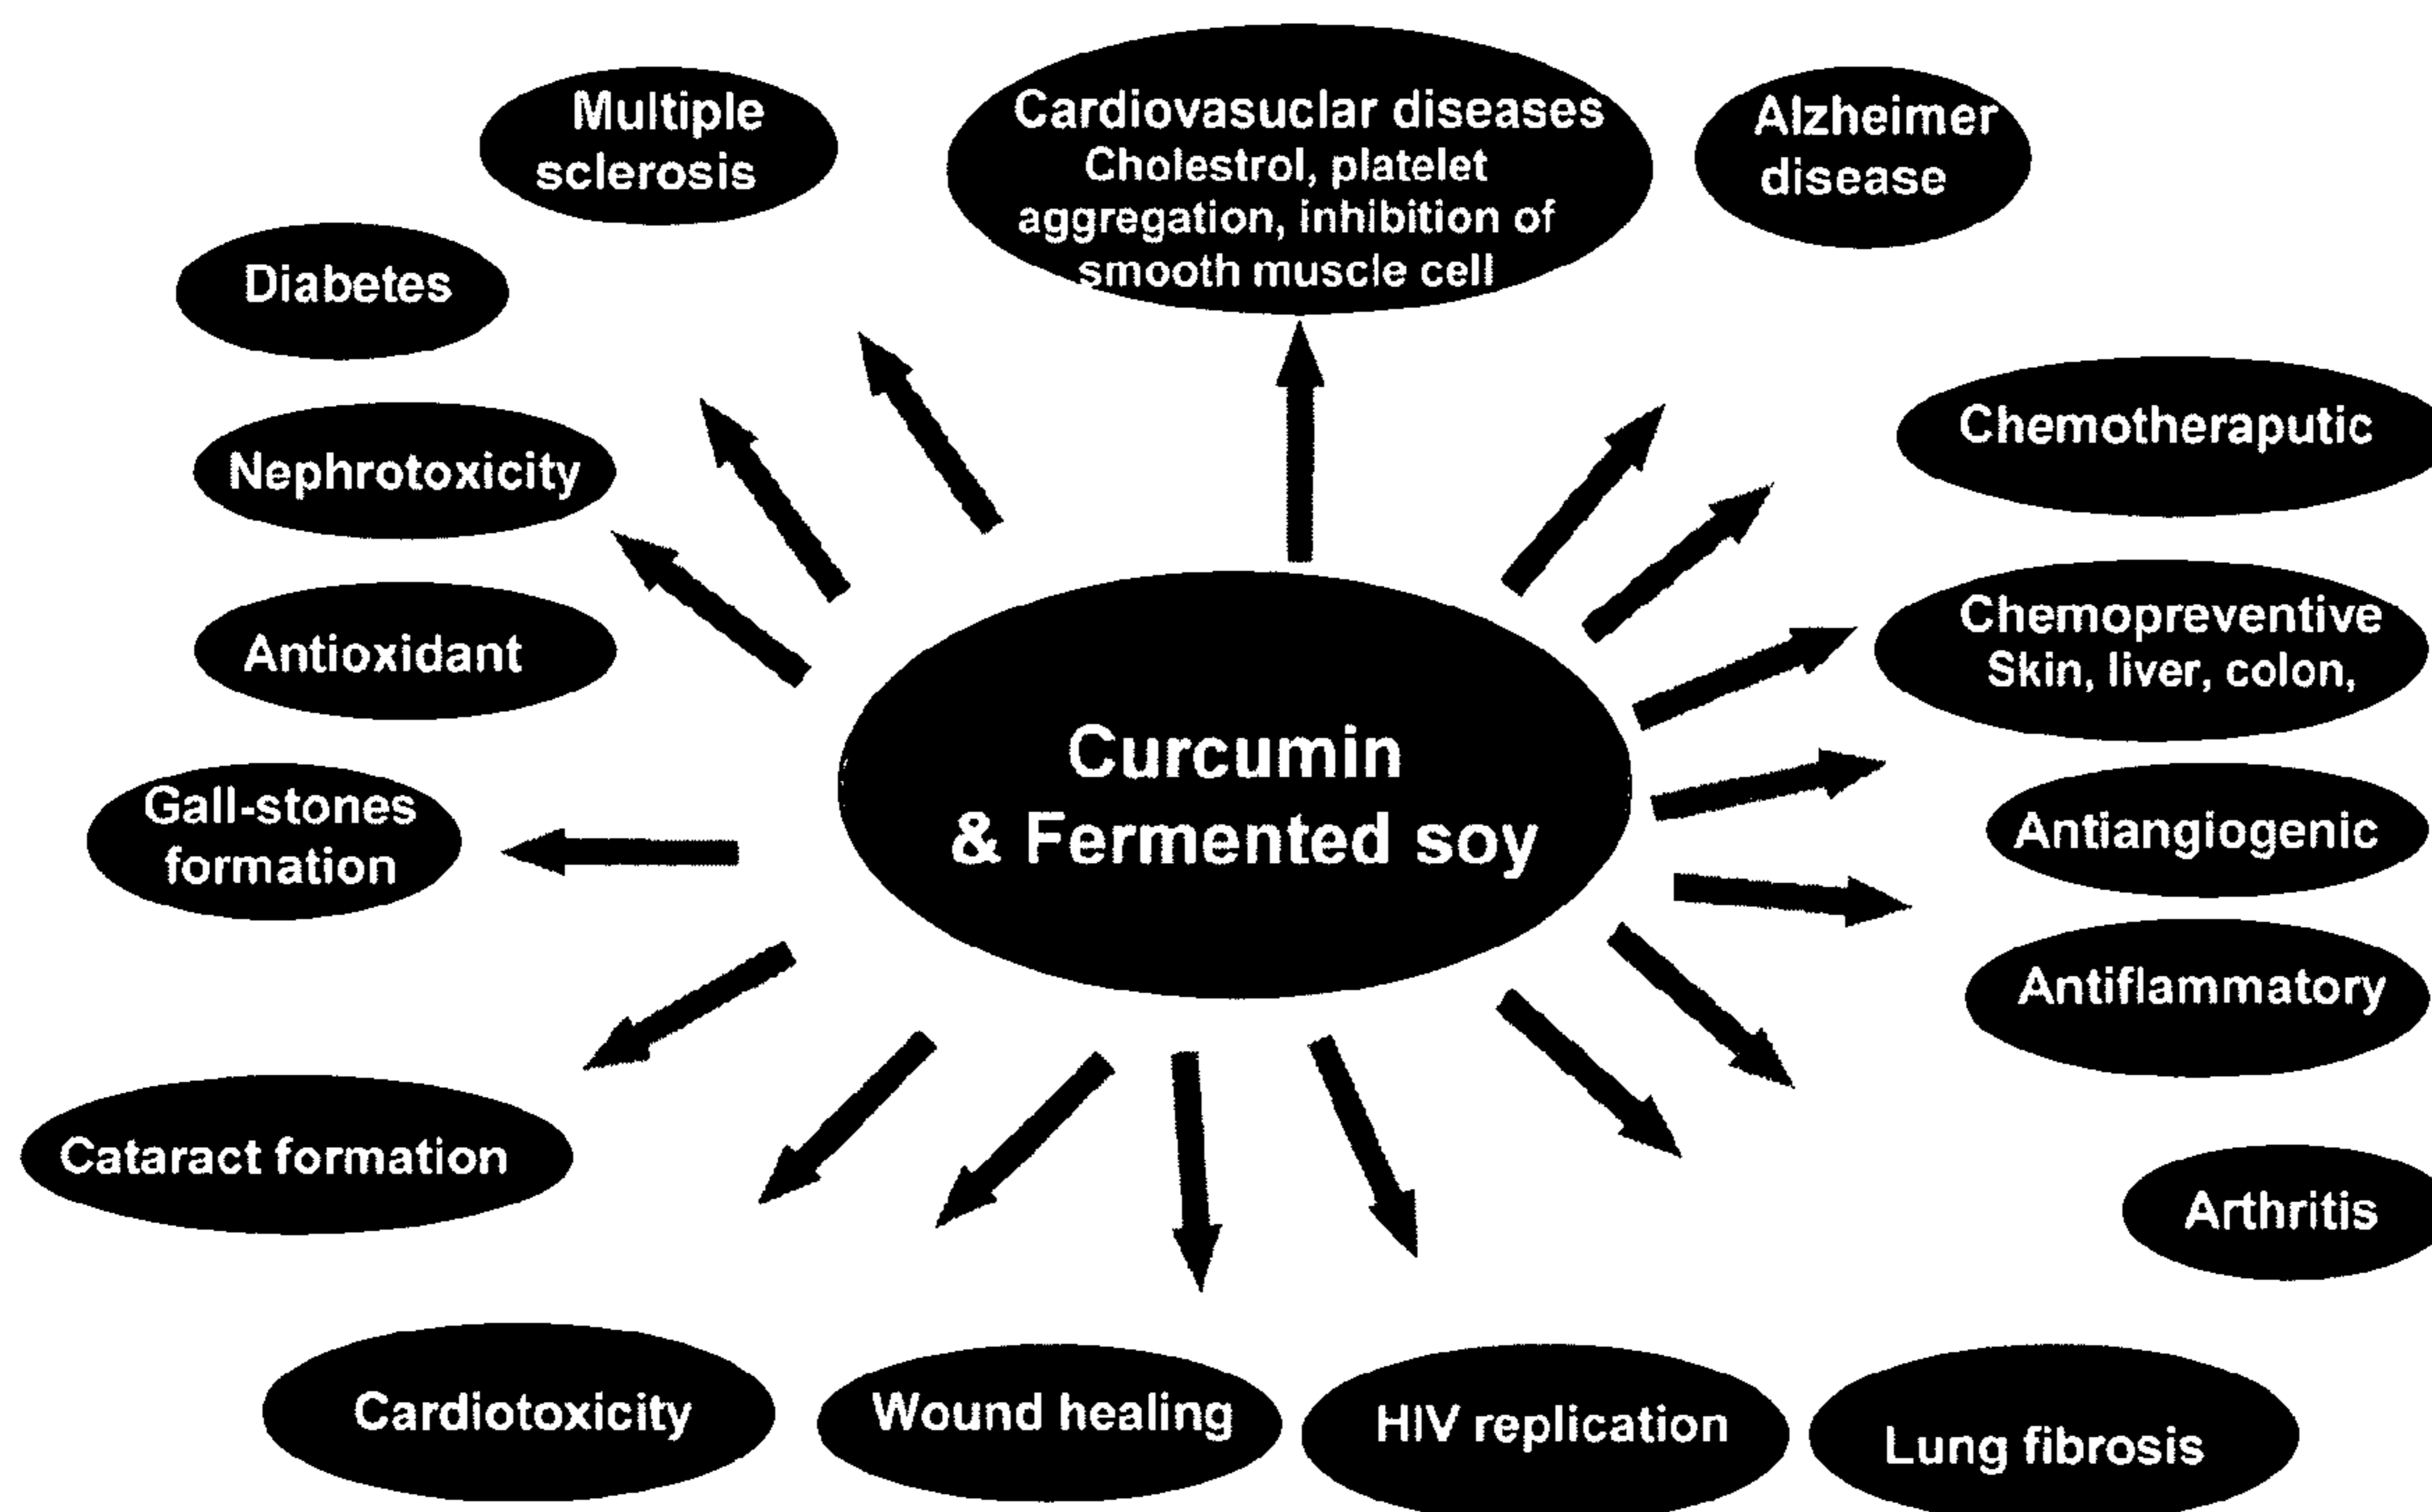 Multiple
sclerosis
Cardiovasuclar diseases
Cholestrol, platelet
aggregation, inhibition of
smooth muscle cell
Alzheimer
disease
Diabetes
Nephrotoxicity
Chemotheraputic
Antioxidant
Chemopreventive
Skin, liver, colon,
Curcumin
& Fermented soy
Gall-stones
formation
Antiangiogenic
Antiflammatory
Cataract formation
Arthritis
Cardiotoxicity
Wound healing
HIV replication
Lung fibrosis